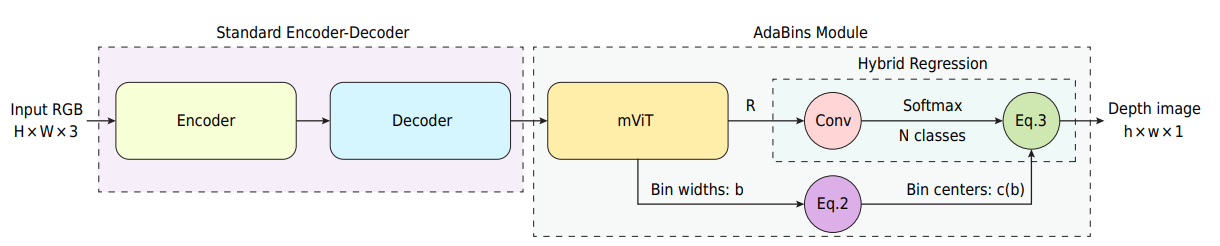 Standard Encoder-Decoder
AdaBins Module
Hybrid Regression
Input RGB
H×W×3
Encoder
Decoder
mViT
R
Conv
Softmax
N classes
Eq.3
Depth image
h×w×1
Bin widths: b
Eq.2
Bin centers: c(b)